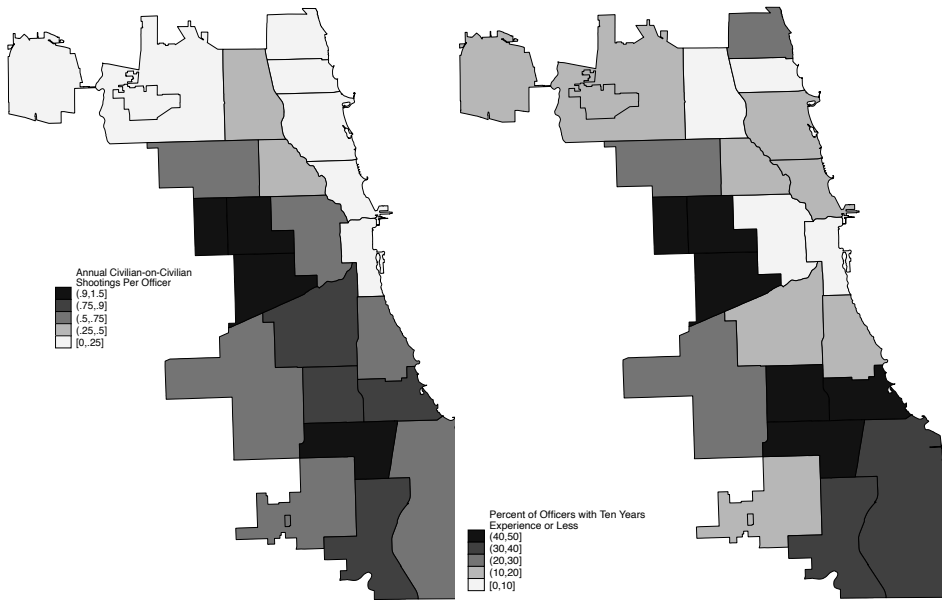 Annual Civilian-on-Civilian
Shootings Per Officer
(.9,1.5]
(.75,.9]
(.5,.75]
(.25,.5]
[0,.25]
Percent of Officers with Ten Years
Experience or Less
(40,50]
(30,40]
(20,30]
(10,20]
[0,10]